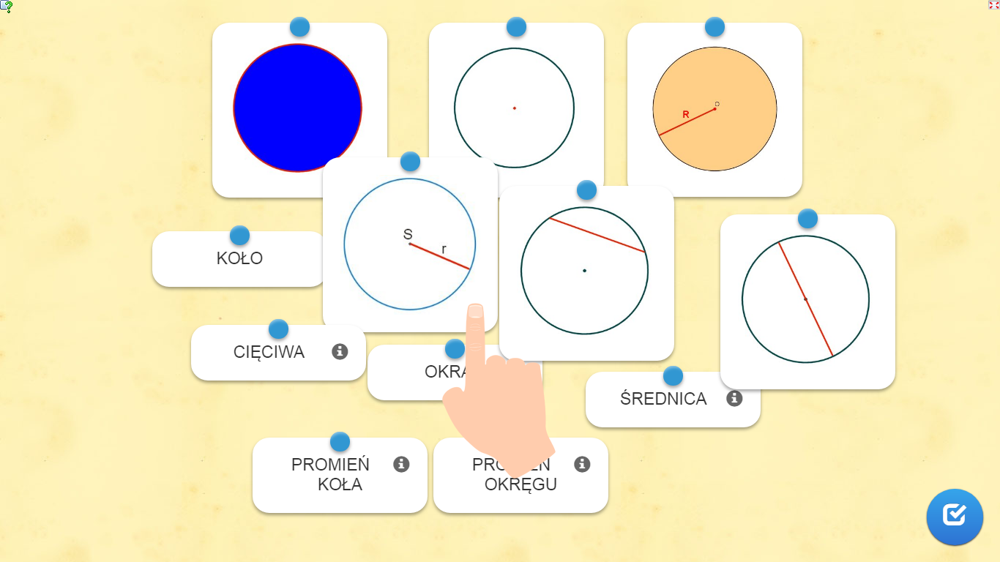 R
S
r
KOŁO
CIĘCIWA
ŚREDNICA
PROMIEŃ
KOŁA
OKRĘGU